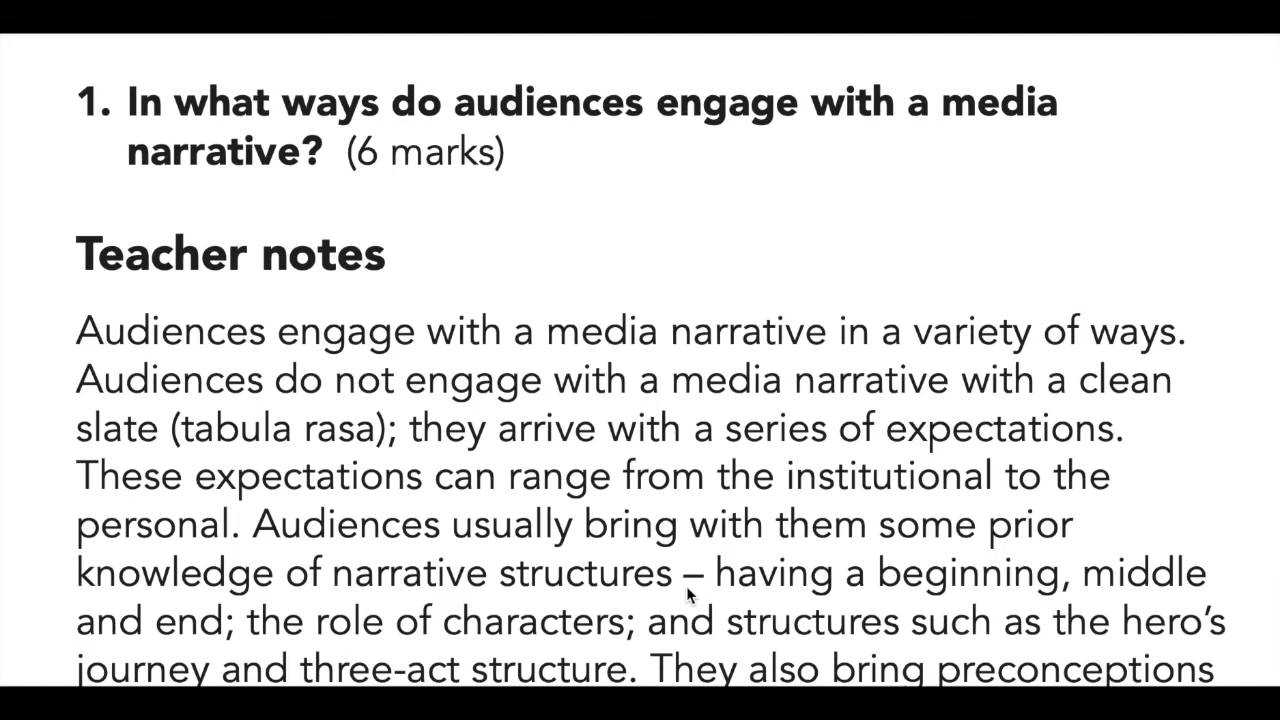 1. In what ways do audiences engage with a media
narrative? (6 marks)
Teacher notes
Audiences engage with a media narrative in a variety of ways.
Audiences do not engage with a media narrative with a clean
slate (tabula rasa); they arrive with a series of expectations.
These expectations can range from the institutional to the
personal. Audiences usually bring with them some prior
knowledge of narrative structures – having a beginning, middle
and end; the role of characters; and structures such as the hero’s
journey and three-act structure. They also bring preconceptions